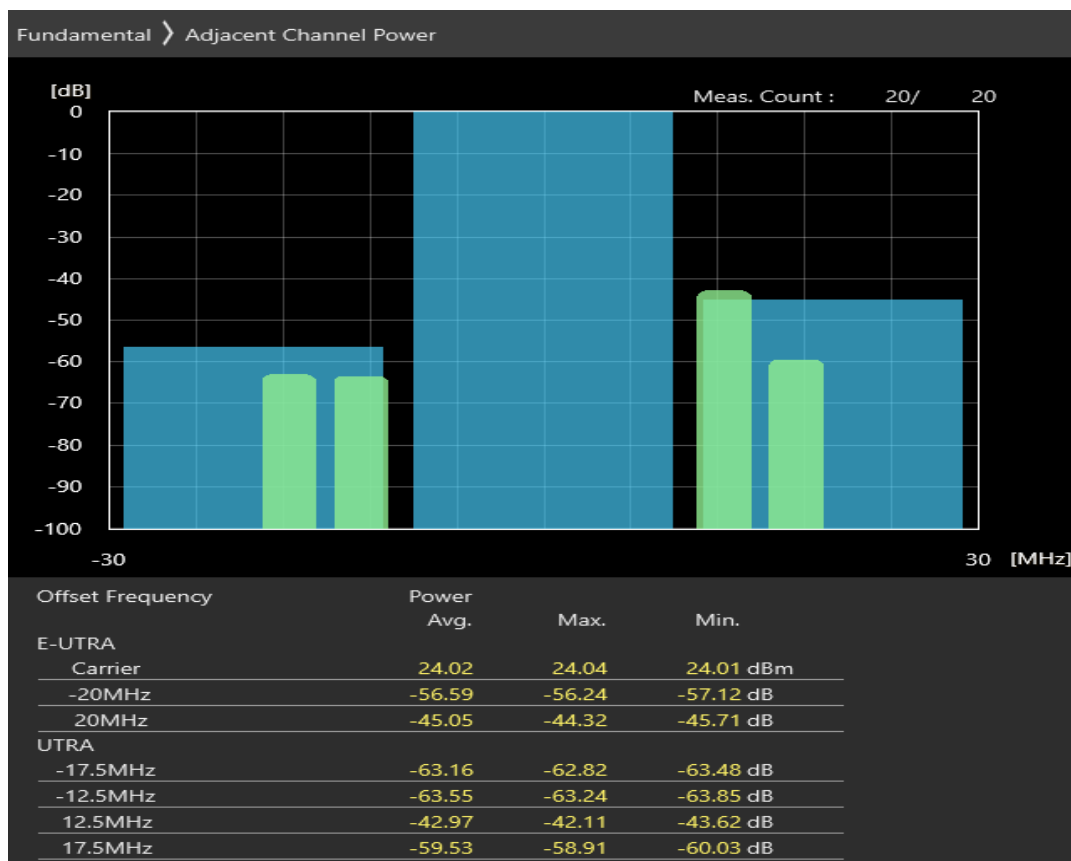 Fundamental ❯ Adjacent Channel Power
[dB]
Meas. Count : 20/ 20
0
-10
-20
-30
-40
-50
-60
-70
-80
-90
-100
-30 30 [MHz]
Offset Frequency Power
Avg. Max. Min.
E-UTRA
Carrier 24.02 24.04 24.01 dBm
-20MHz -56.59 -56.24 -57.12 dB
20MHz -45.05 -44.32 -45.71 dB
UTRA
-17.5MHz -63.16 -62.82 -63.48 dB
-12.5MHz -63.55 -63.24 -63.85 dB
12.5MHz -42.97 -42.11 -43.62 dB
17.5MHz -59.53 -58.91 -60.03 dB